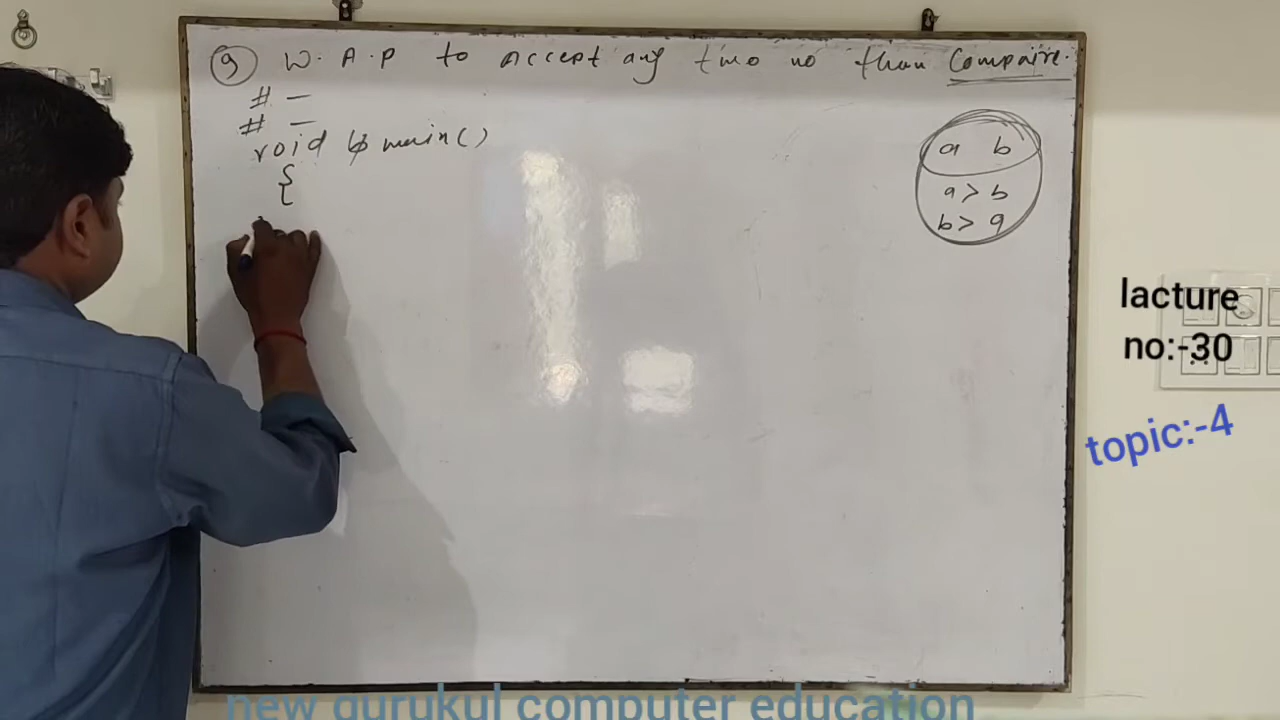 9 W.A.P to Accept any two no than Compaire.
# —
# —
void main()
{
a b
a > b
b > a
lacture
no:-30
topic:-4
new gurukul computer education